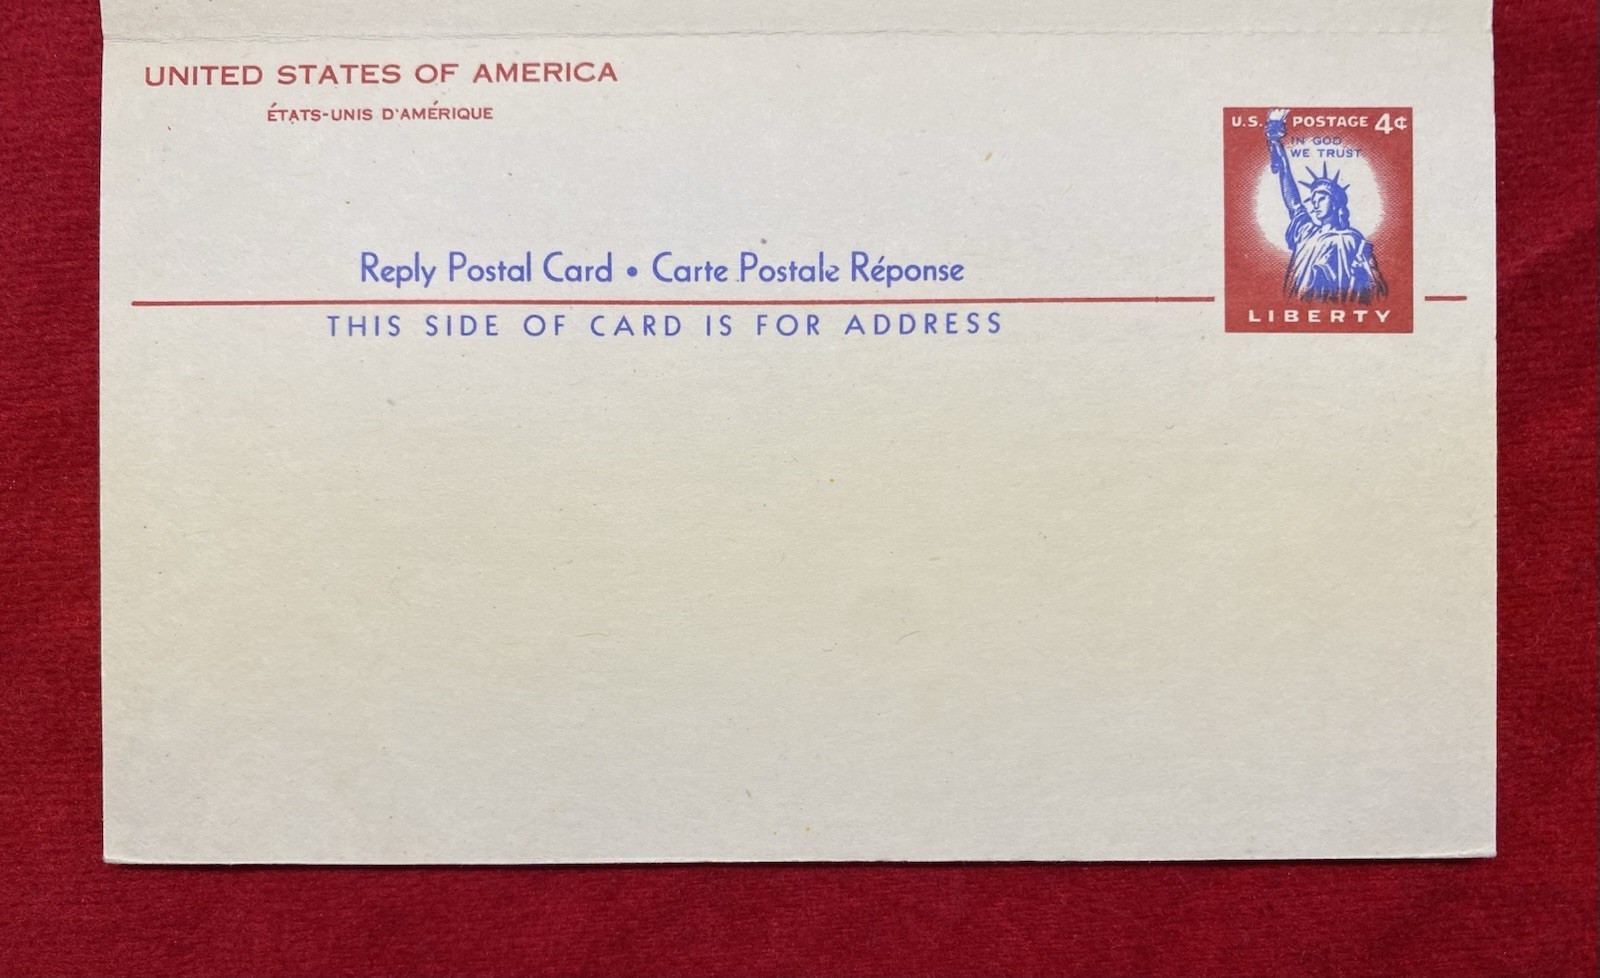 UNITED STATES OF AMERICA
ÉTATS-UNIS D'AMÉRIQUE
U.S. POSTAGE 4¢
IN GOD
WE TRUST
LIBERTY
Reply Postal Card • Carte Postale Réponse
THIS SIDE OF CARD IS FOR ADDRESS